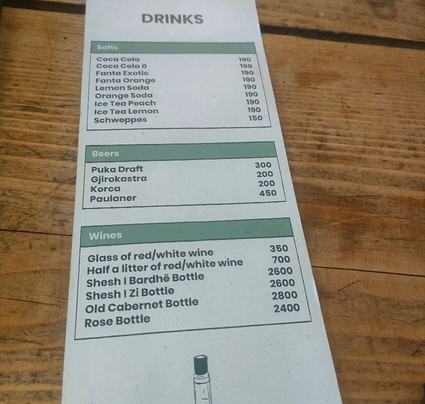 DRINKS
Softs
Coca Cola 190
Coca Cola 0 190
Fanta Exotic 190
Fanta Orange 190
Lemon Soda 190
Orange Soda 190
Ice Tea Peach 190
Ice Tea Lemon 190
Schweppes 150
Beers
Puka Draft 300
Gjirokastra 200
Korca 200
Paulaner 450
Wines
Glass of red/white wine 350
Half a litter of red/white wine 700
Shesh I Bardhë Bottle 2600
Shesh I Zi Bottle 2600
Old Cabernet Bottle 2800
Rose Bottle 2400